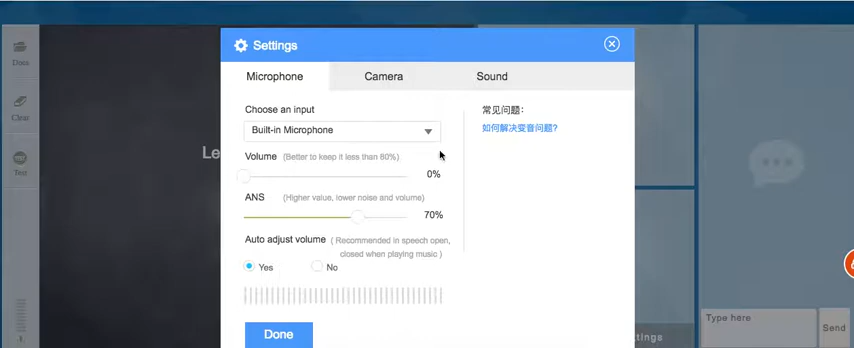 Settings
Docs
Clear
Text
1
Le
Microphone Camera Sound
Choose an input
Built-in Microphone
Volume (Better to keep it less than 80%)
0%
ANS (Higher value, lower noise and volume)
70%
Auto adjust volume ( Recommended in speech open,
closed when playing music )
Yes No
Done
常见问题:
如何解决变音问题?
ttings
Type here
Send